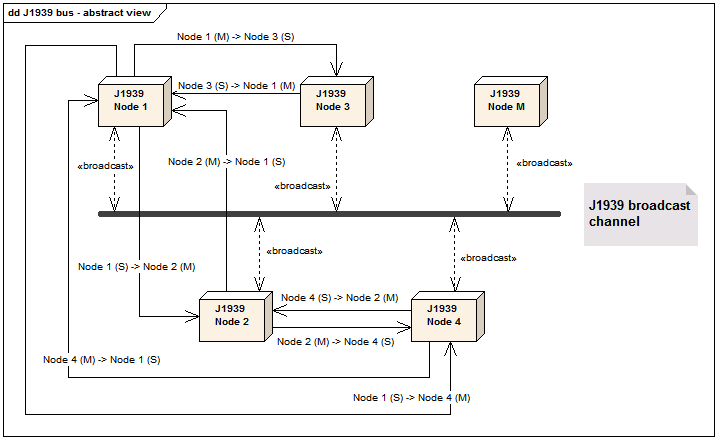 dd J1939 bus - abstract view
Node 1 (M) -> Node 3 (S)
Node 3 (S) -> Node 1 (M)
J1939
Node 1
J1939
Node 3
J1939
Node M
Node 2 (M) -> Node 1 (S)
«broadcast»
«broadcast»
«broadcast»
J1939 broadcast
channel
«broadcast»
«broadcast»
Node 1 (S) -> Node 2 (M)
Node 4 (S) -> Node 2 (M)
J1939
Node 2
J1939
Node 4
Node 2 (M) -> Node 4 (S)
Node 4 (M) -> Node 1 (S)
Node 1 (S) -> Node 4 (M)